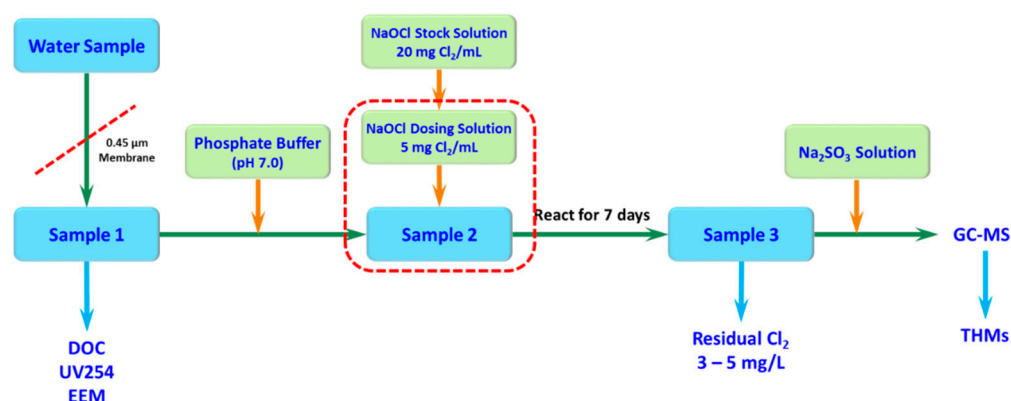 Water Sample
NaOCl Stock Solution
20 mg Cl₂/mL
0.45 µm
Membrane
Phosphate Buffer
(pH 7.0)
NaOCl Dosing Solution
5 mg Cl₂/mL
Na₂SO₃ Solution
Sample 1
Sample 2
React for 7 days
Sample 3
GC-MS
DOC
UV254
EEM
Residual Cl₂
3 – 5 mg/L
THMs